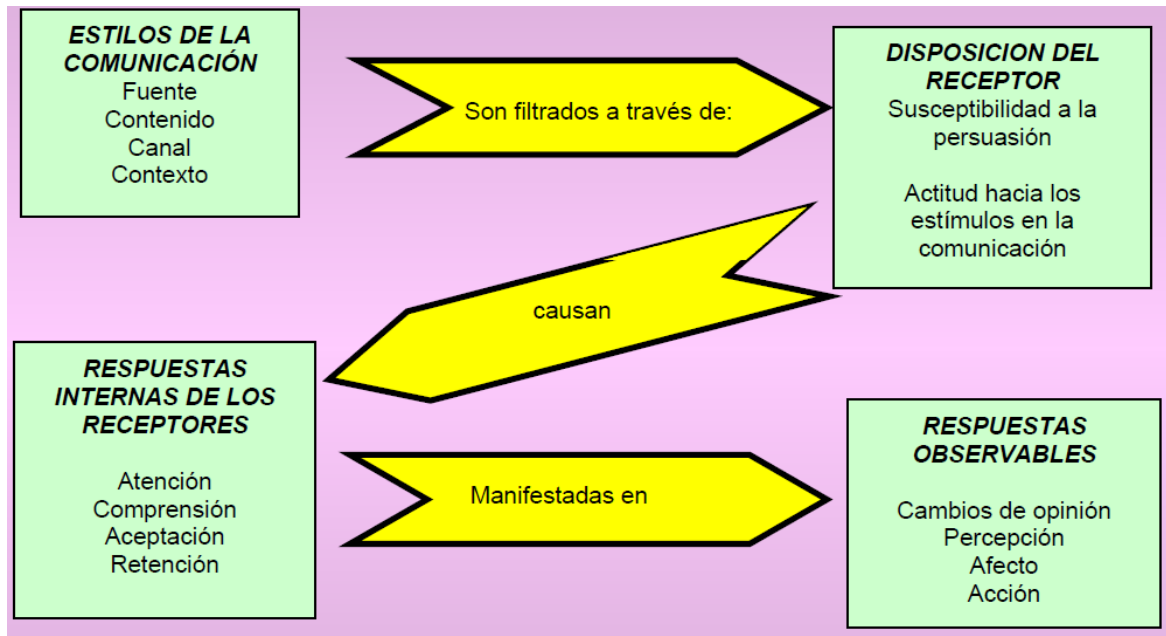 ESTILOS DE LA
COMUNICACIÓN
Fuente
Contenido
Canal
Contexto
Son filtrados a través de:
DISPOSICION DEL
RECEPTOR
Susceptibilidad a la
persuasión
Actitud hacia los
estímulos en la
comunicación
causan
RESPUESTAS
INTERNAS DE LOS
RECEPTORES
Atención
Comprensión
Aceptación
Retención
Manifestadas en
RESPUESTAS
OBSERVABLES
Cambios de opinión
Percepción
Afecto
Acción